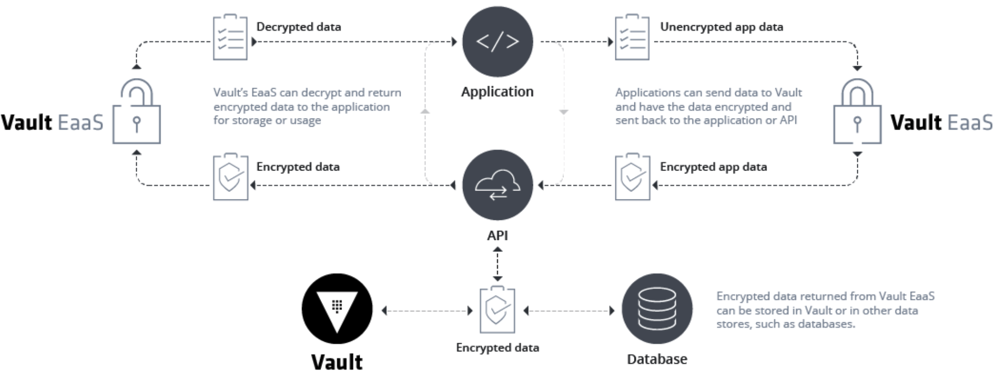 Decrypted data
Unencrypted app data
</>
Vault's EaaS can decrypt and return
encrypted data to the application
for storage or usage
Application
Applications can send data to Vault
and have the data encrypted and
sent back to the application or API
Vault EaaS
Vault EaaS
Encrypted data
Encrypted app data
API
Encrypted data returned from Vault EaaS
can be stored in Vault or in other data
stores, such as databases.
Encrypted data
Vault
Database